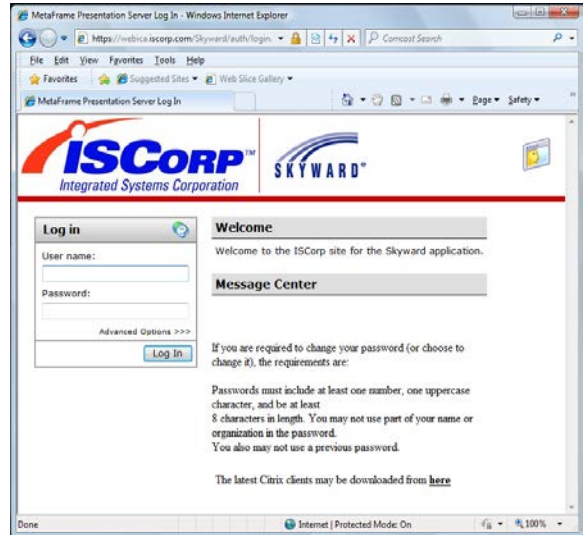 MetaFrame Presentation Server Log In - Windows Internet Explorer
https://webica.iscorp.com/Skyward/auth/login.
Comcast Search
File Edit View Favorites Tools Help
Favorites Suggested Sites Web Slice Gallery
MetaFrame Presentation Server Log In
Page Safety
ISCORP™
Integrated Systems Corporation
SKYWARD®
Log in
User name:
Password:
Advanced Options >>>
Log In
Welcome
Welcome to the ISCorp site for the Skyward application.
Message Center
If you are required to change your password (or choose to
change it), the requirements are:
Passwords must include at least one number, one uppercase
character, and be at least
8 characters in length. You may not use part of your name or
organization in the password.
You also may not use a previous password.
The latest Citrix clients may be downloaded from here
Done
Internet | Protected Mode: On
100%